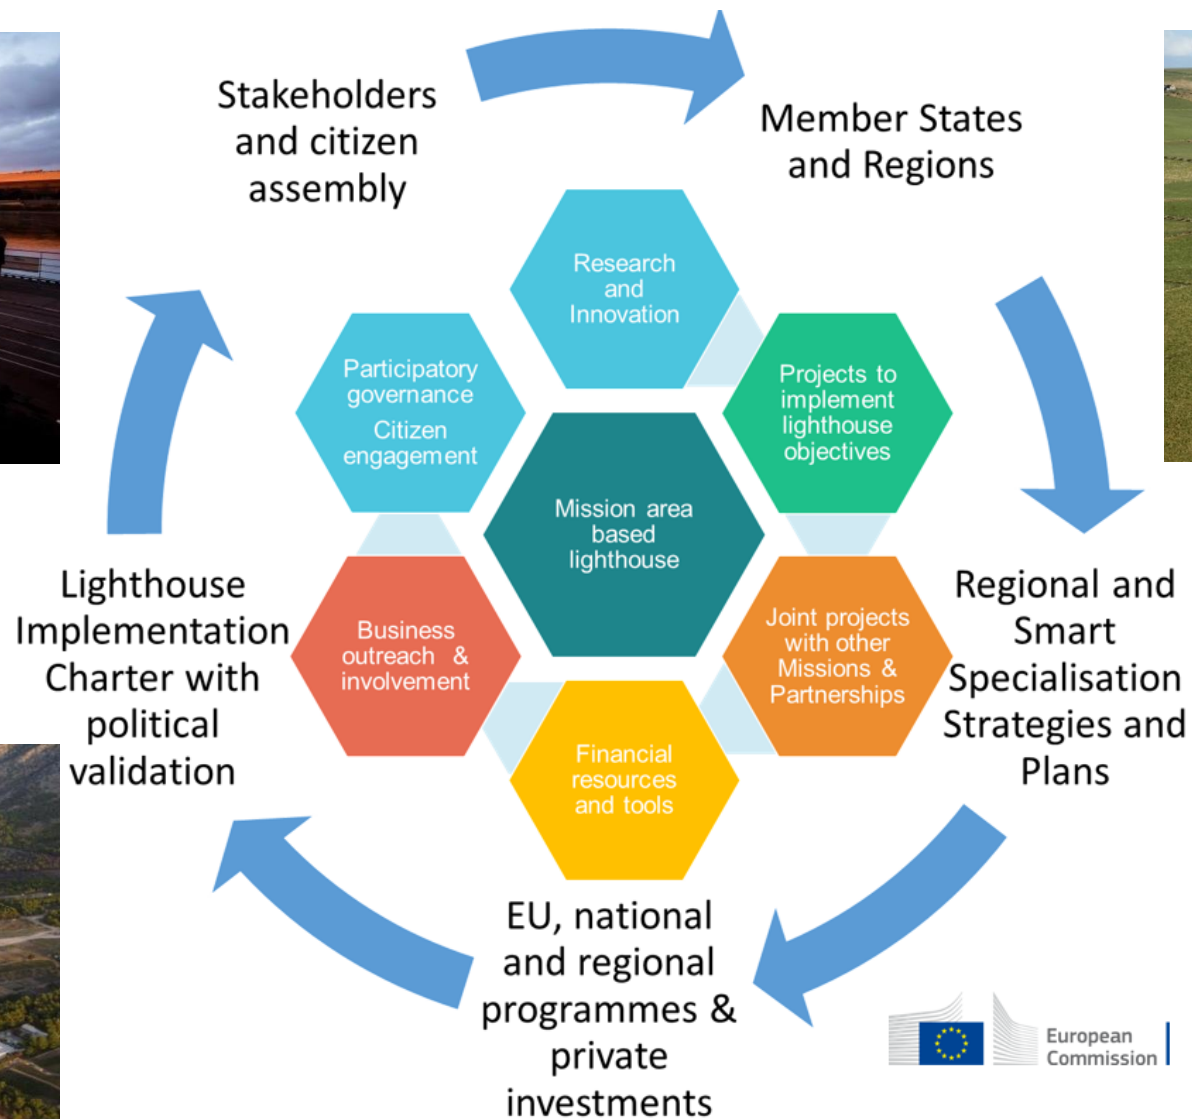 Stakeholders
and citizen
assembly
Member States
and Regions
Research
and
Innovation
Participatory
governance
Citizen
engagement
Projects to
implement
lighthouse
objectives
Mission area
based
lighthouse
Lighthouse
Implementation
Charter with
political
validation
Business
outreach &
involvement
Joint projects
with other
Missions &
Partnerships
Regional and
Smart
Specialisation
Strategies and
Plans
Financial
resources
and tools
EU, national
and regional
programmes &
private
investments
European
Commission